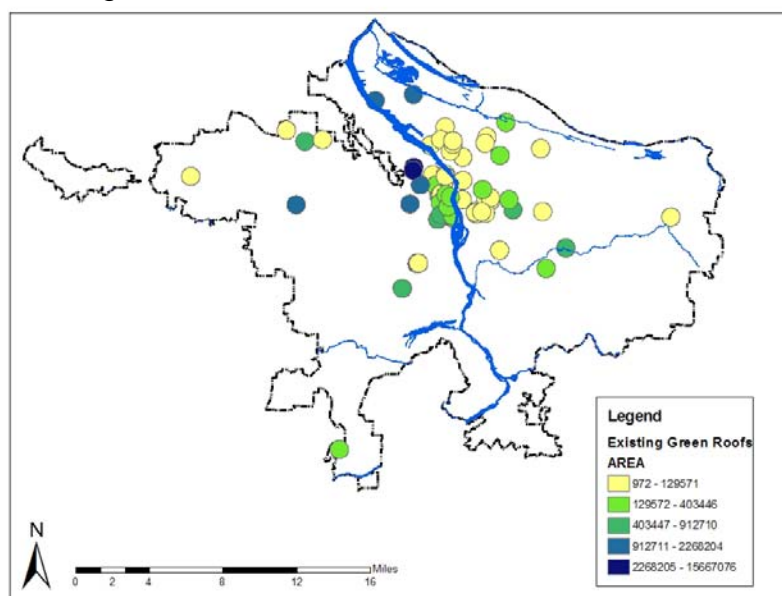 N
Miles
0 2 4 8 12 16
Legend
Existing Green Roofs
AREA
972 - 129571
129572 - 403446
403447 - 912710
912711 - 2268204
2268205 - 15667076